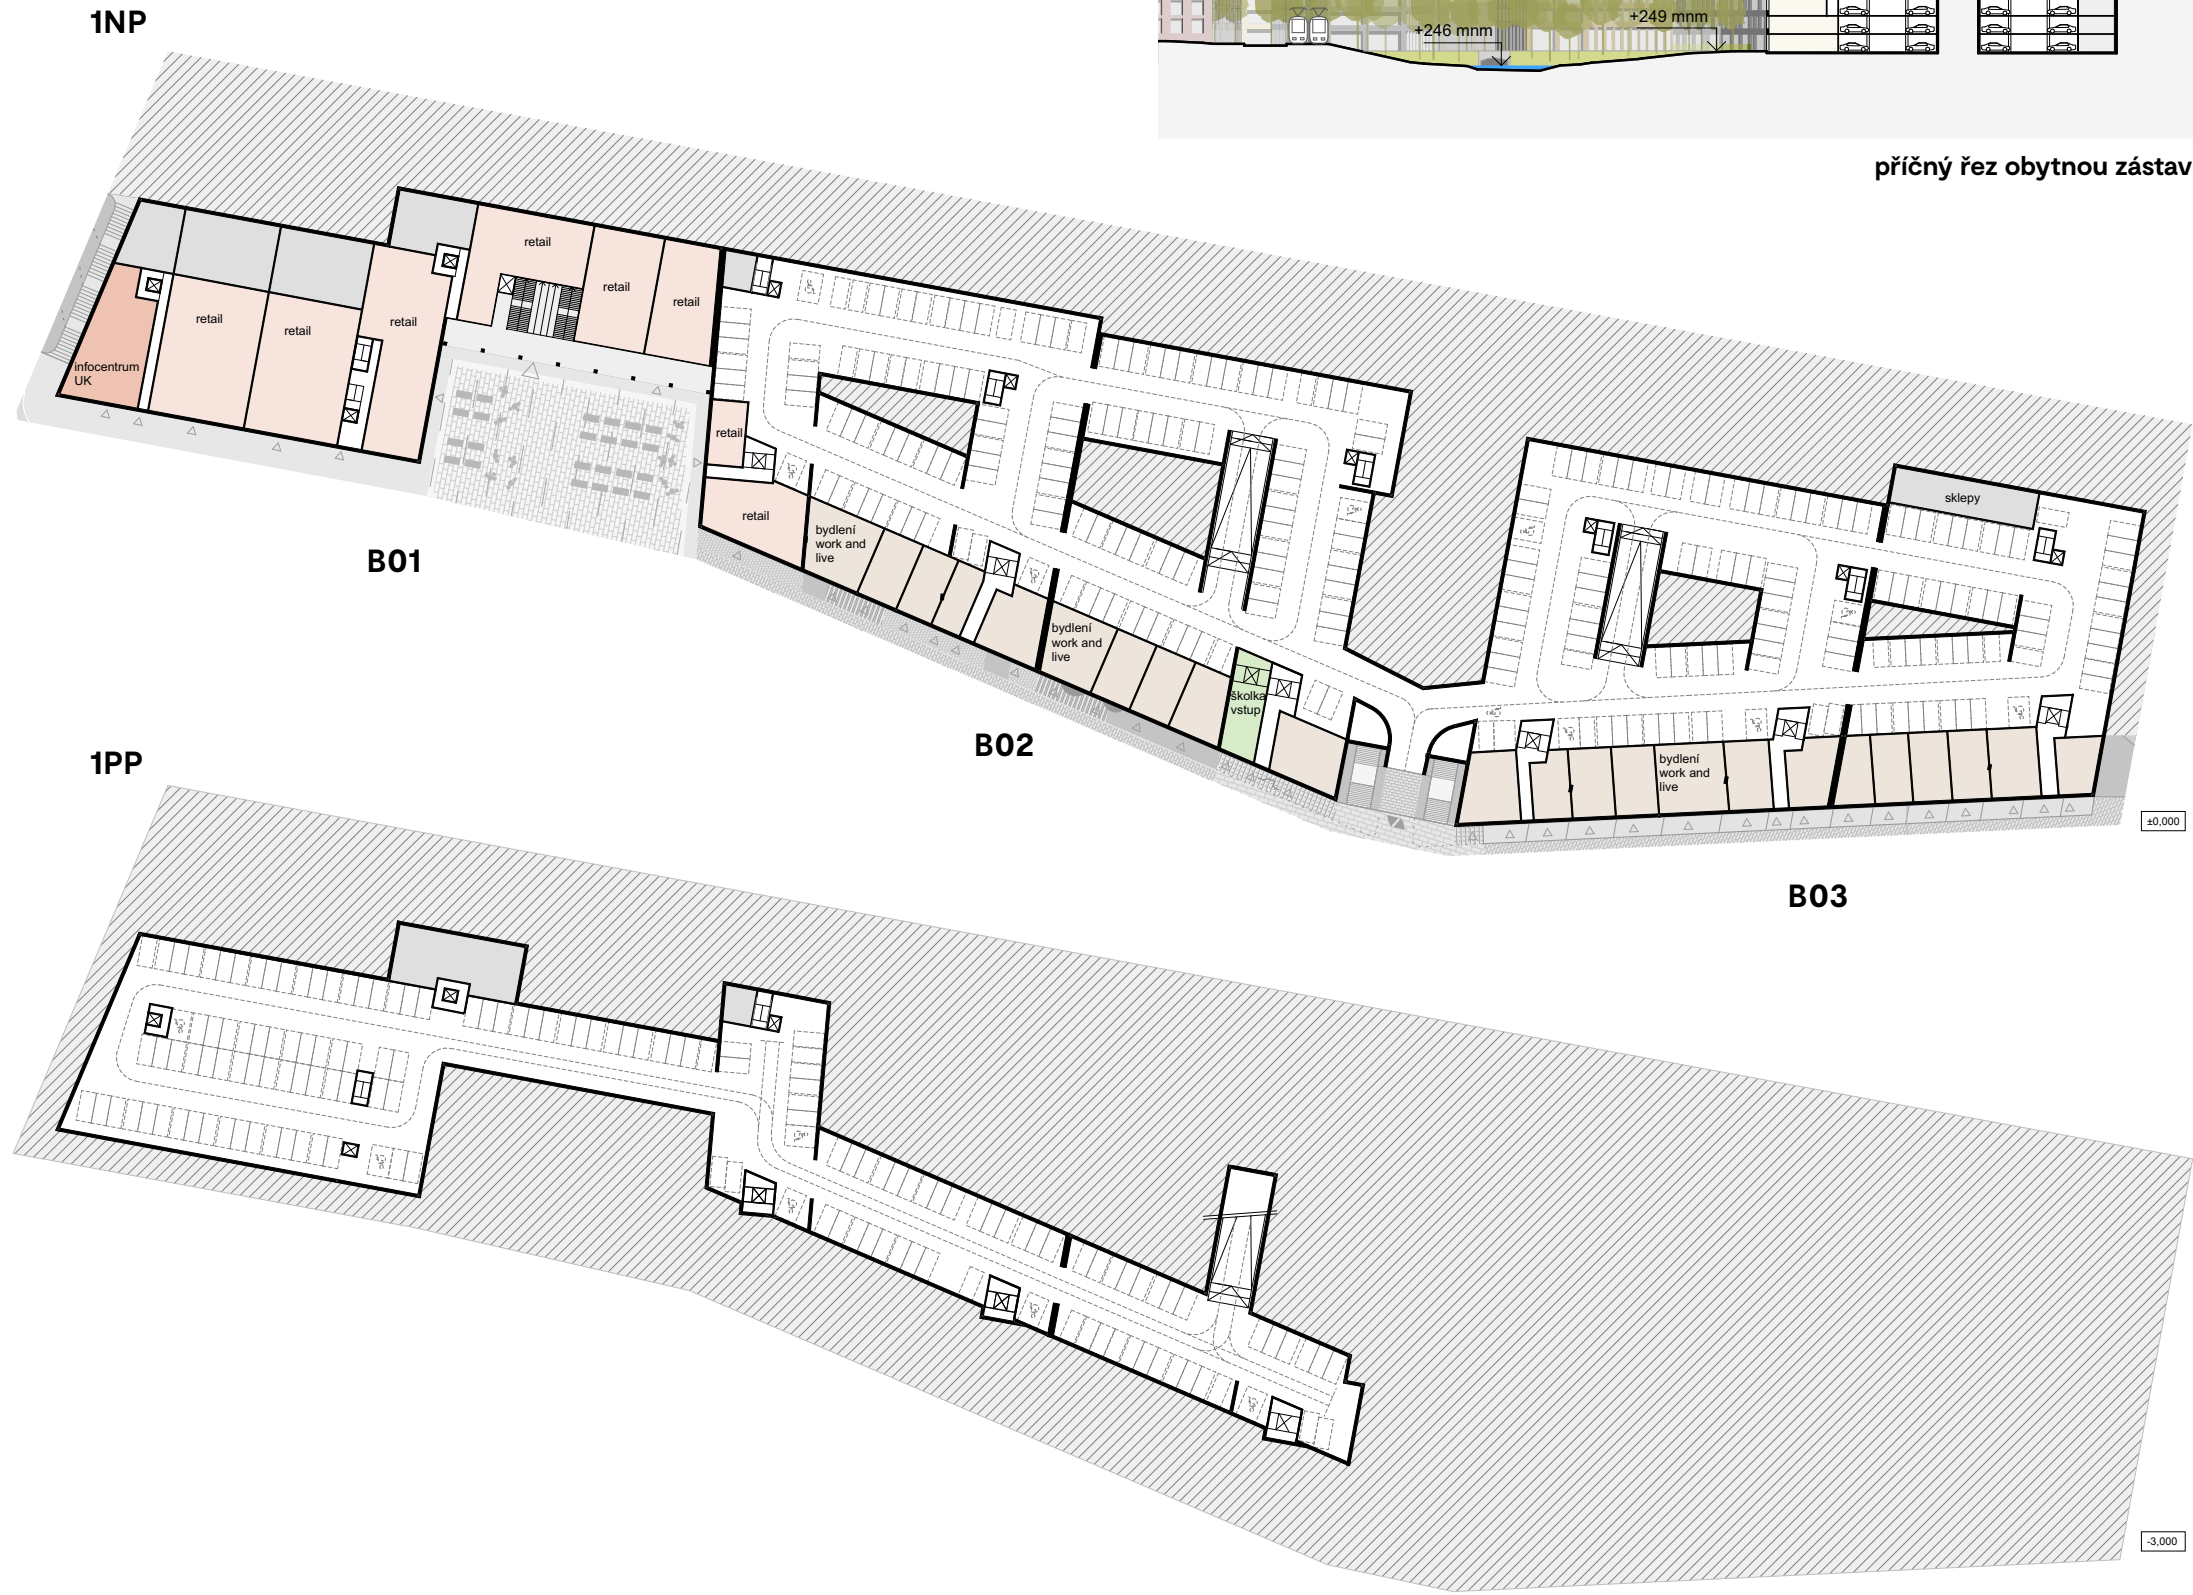 1NP
+249 mnm
+246 mnm
příčný řez obytnou zástav
retail
retail
retail
retail
retail
retail
infocentrum
UK
retail
retail
bydlení
work and
live
bydlení
work and
live
školka
vstup
sklepy
bydlení
work and
live
B01
B02
B03
±0,000
1PP
-3,000